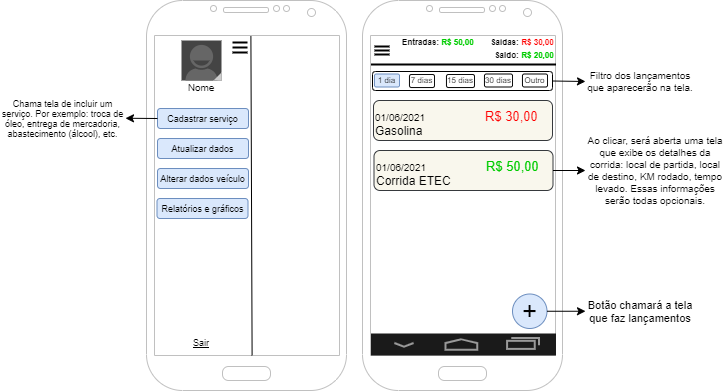 Chama tela de incluir um
serviço. Por exemplo: troca de
óleo, entrega de mercadoria,
abastecimento (álcool), etc.
Nome
Cadastrar serviço
Atualizar dados
Alterar dados veículo
Relatórios e gráficos
Sair
Entradas: R$ 50,00
Saídas: R$ 30,00
Saldo: R$ 20,00
1 dia
7 dias
15 dias
30 dias
Outro
01/06/2021
R$ 30,00
Gasolina
01/06/2021
R$ 50,00
Corrida ETEC
+
Filtro dos lançamentos
que aparecerão na tela.
Ao clicar, será aberta uma tela
que exibe os detalhes da
corrida: local de partida, local
de destino, KM rodado, tempo
levado. Essas informações
serão todas opcionais.
Botão chamará a tela
que faz lançamentos